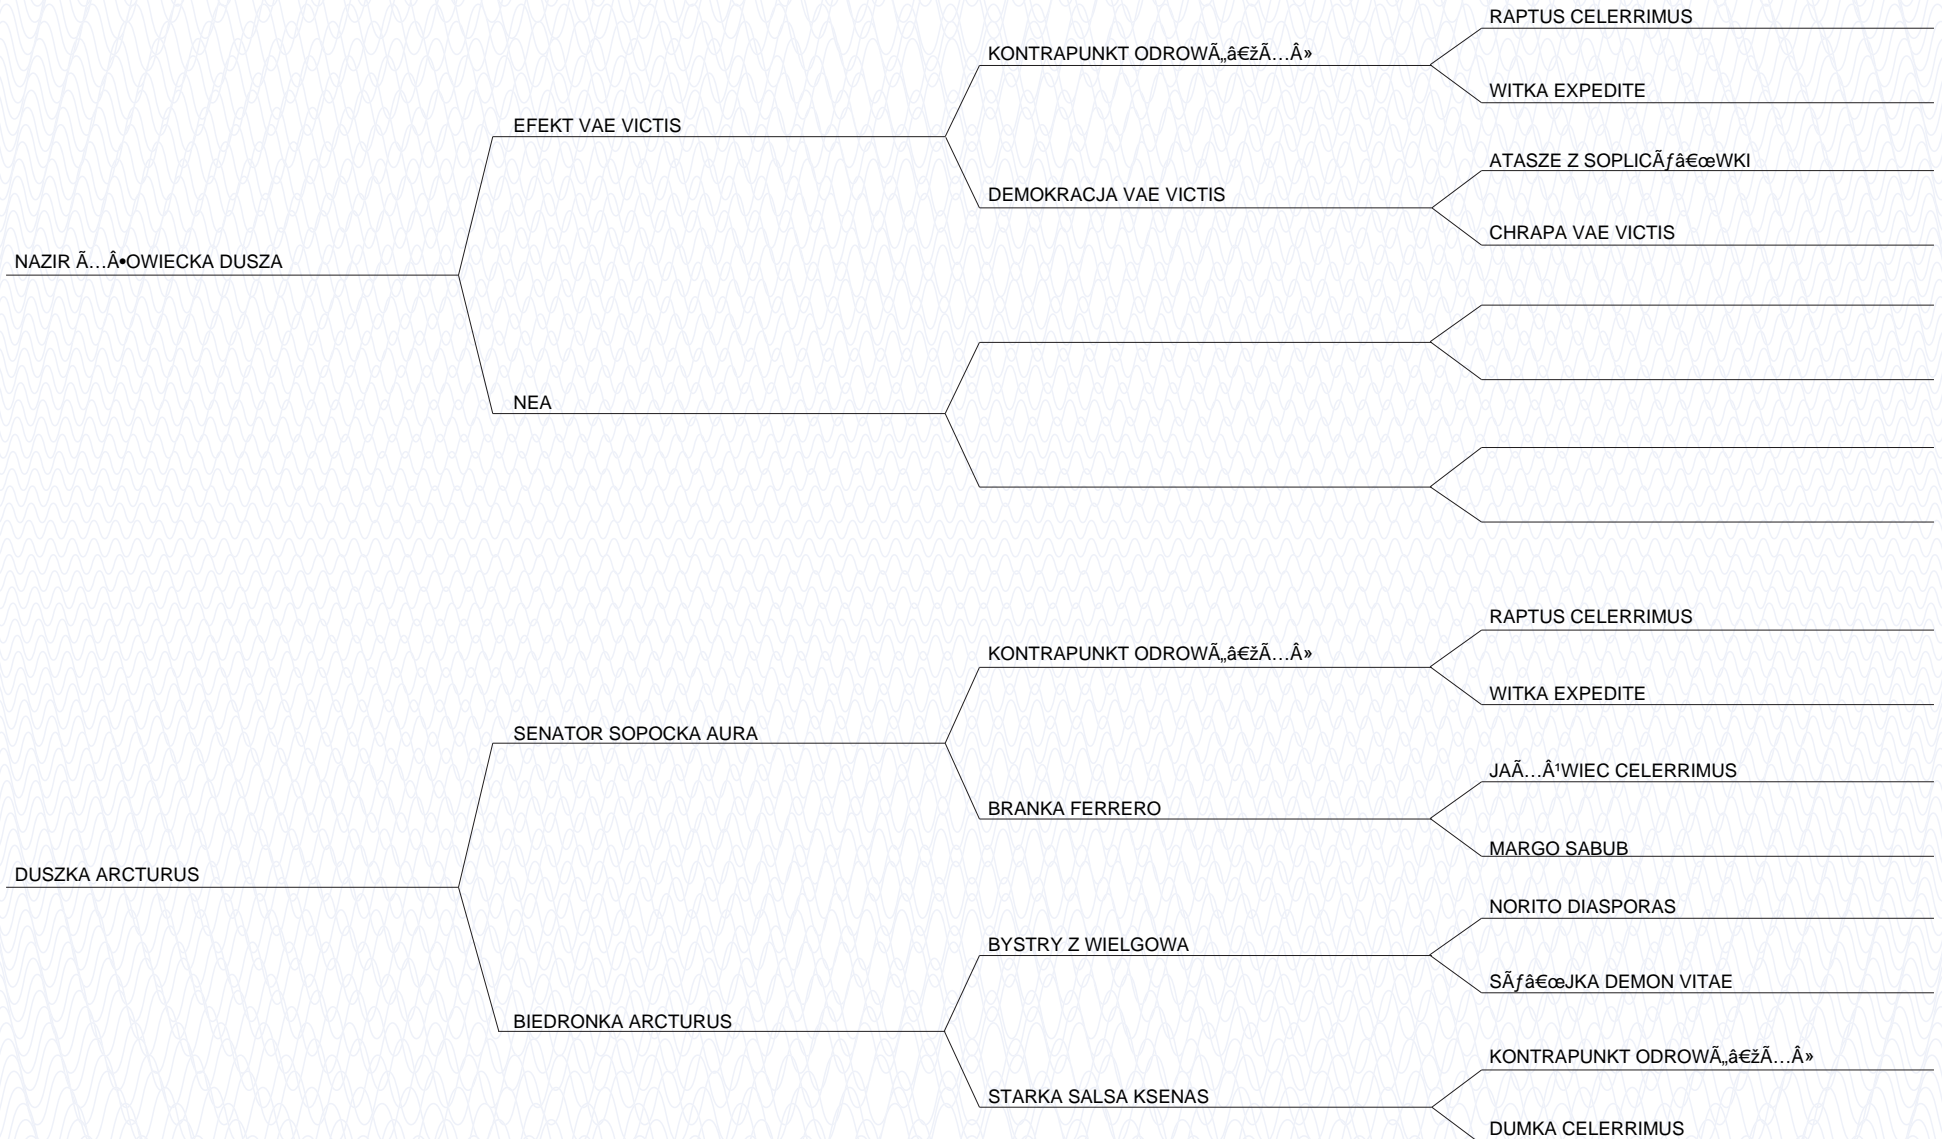 RAPTUS CELERRIMUS
KONTRAPUNKT ODROWÃ„â€žÃ…Â»
WITKA EXPEDITE
EFEKT VAE VICTIS
ATASZE Z SOPLICÃƒâ€œWKI
DEMOKRACJA VAE VICTIS
CHRAPA VAE VICTIS
NAZIR Ã…Â•OWIECKA DUSZA
NEA
RAPTUS CELERRIMUS
KONTRAPUNKT ODROWÃ„â€žÃ…Â»
WITKA EXPEDITE
SENATOR SOPOCKA AURA
JAÃ…Â¹WIEC CELERRIMUS
BRANKA FERRERO
MARGO SABUB
DUSZKA ARCTURUS
NORITO DIASPORAS
BYSTRY Z WIELGOWA
SÃƒâ€œJKA DEMON VITAE
BIEDRONKA ARCTURUS
KONTRAPUNKT ODROWÃ„â€žÃ…Â»
STARKA SALSA KSENAS
DUMKA CELERRIMUS